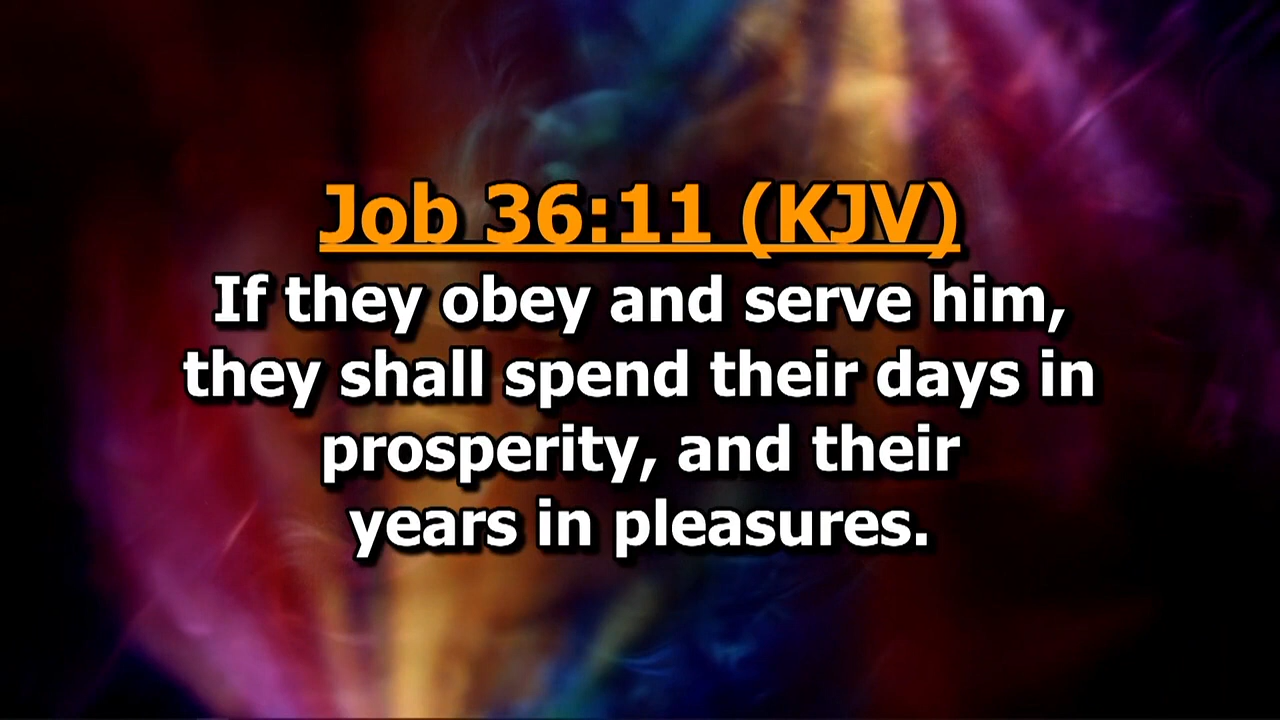 Job 36:11 (KJV)
If they obey and serve him,
they shall spend their days in
prosperity, and their
years in pleasures.